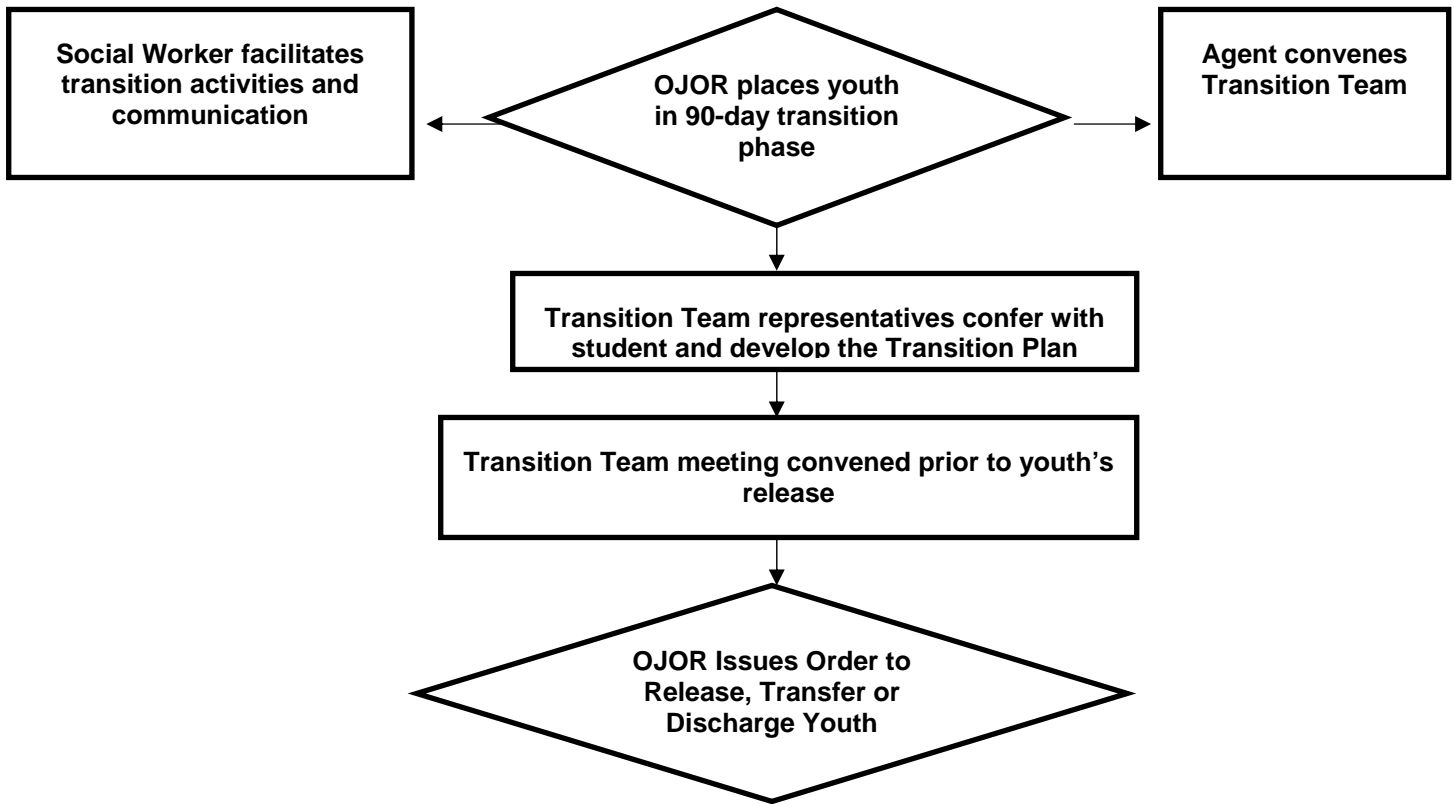 Social Worker facilitates
transition activities and
communication
OJOR places youth
in 90-day transition
phase
Agent convenes
Transition Team
Transition Team representatives confer with
student and develop the Transition Plan
Transition Team meeting convened prior to youth’s
release
OJOR Issues Order to
Release, Transfer or
Discharge Youth